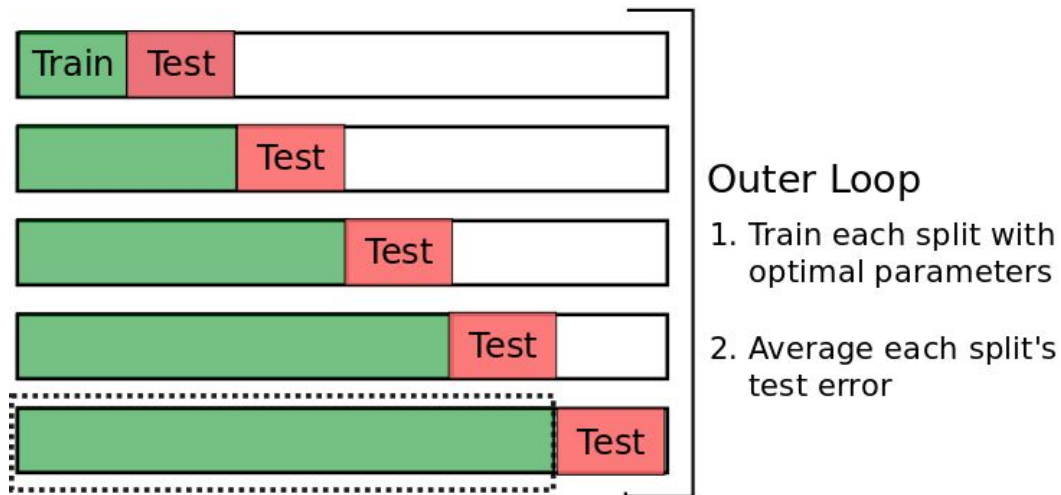 Train Test
Test
Test
Test
Test
Outer Loop
1. Train each split with
optimal parameters
2. Average each split's
test error